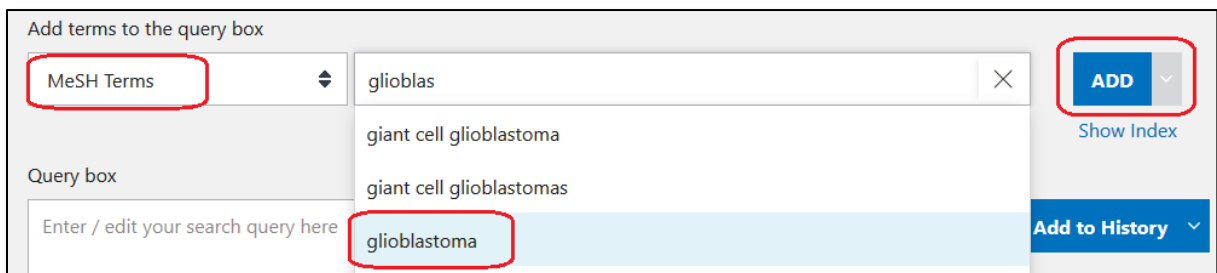 Add terms to the query box
MeSH Terms
glioblas
ADD
giant cell glioblastoma
Show Index
Query box
giant cell glioblastomas
Enter / edit your search query here
glioblastoma
Add to History